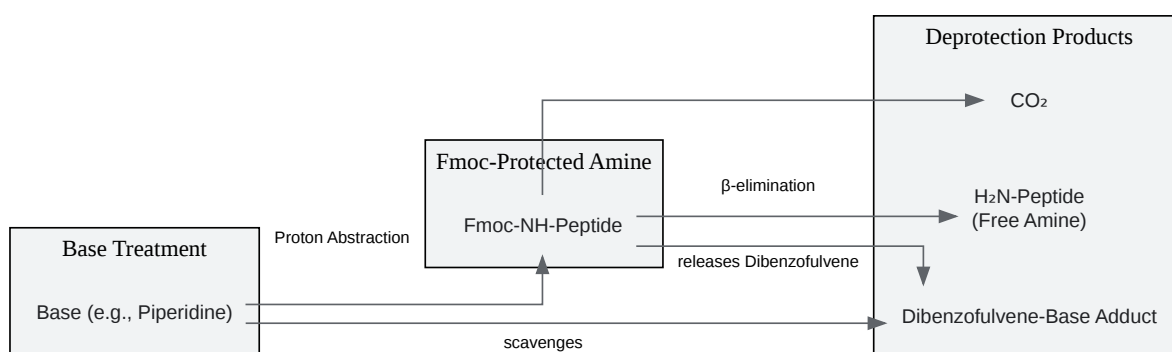 Deprotection Products
CO₂
Fmoc-Protected Amine
β-elimination
H₂N-Peptide
(Free Amine)
Fmoc-NH-Peptide
Proton Abstraction
Base Treatment
releases Dibenzofulvene
Base (e.g., Piperidine)
Dibenzofulvene-Base Adduct
scavenges